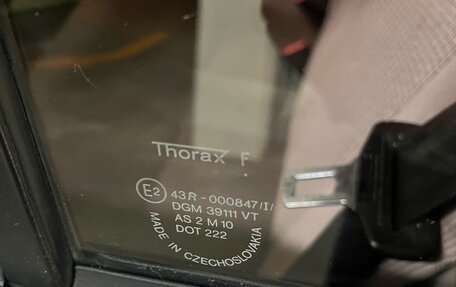 Thorax F
E2 43R - 000847/I/
DGM 39111 VT
AS 2 M 10
DOT 222
MADE IN CZECHOSLOVAKIA